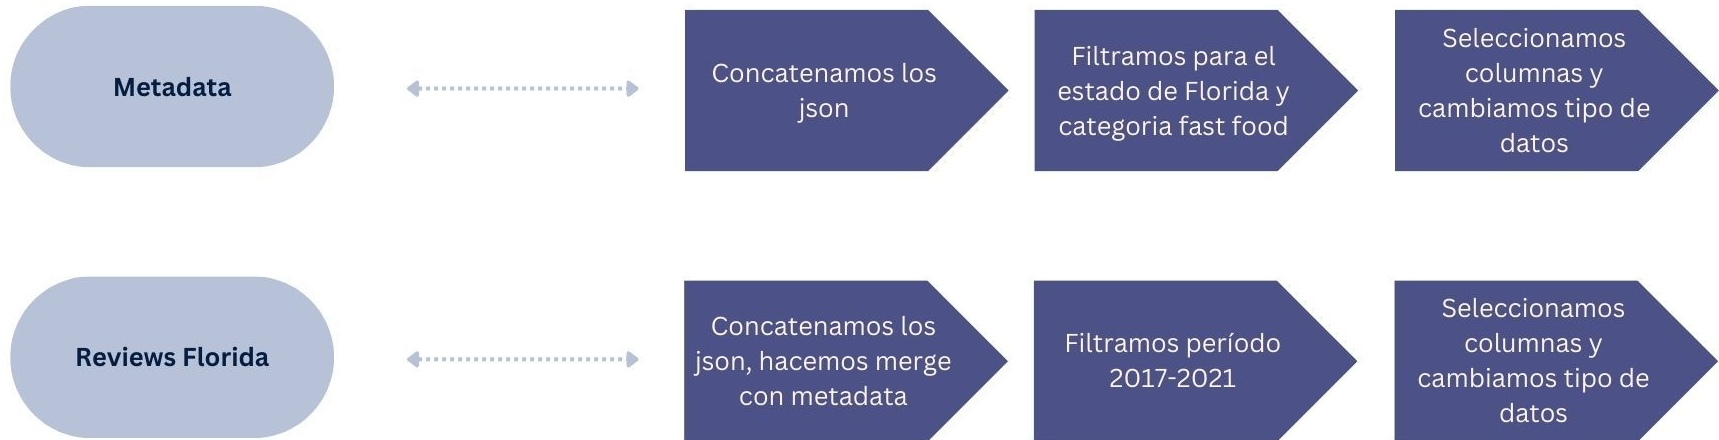 Metadata
Concatenamos los
json
Filtramos para el
estado de Florida y
categoria fast food
Seleccionamos
columnas y
cambiamos tipo de
datos
Reviews Florida
Concatenamos los
json, hacemos merge
con metadata
Filtramos período
2017-2021
Seleccionamos
columnas y
cambiamos tipo de
datos